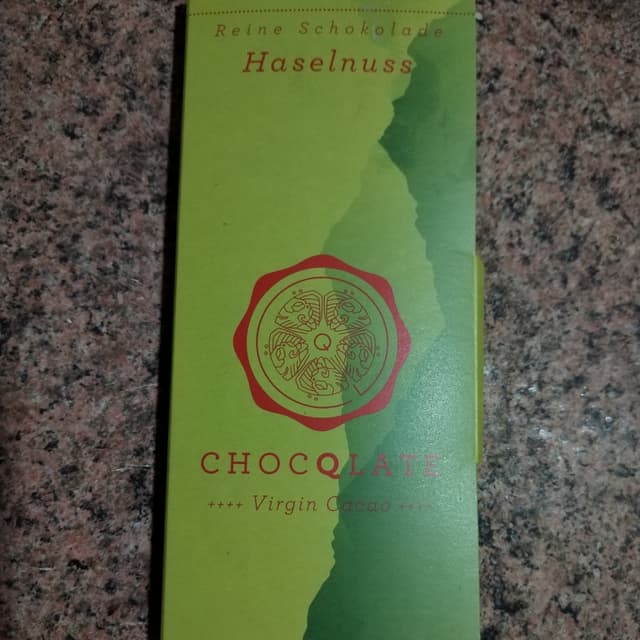 Reine Schokolade
Haselnuss
Q
CHOCQLATE
++++ Virgin Cacao ++++